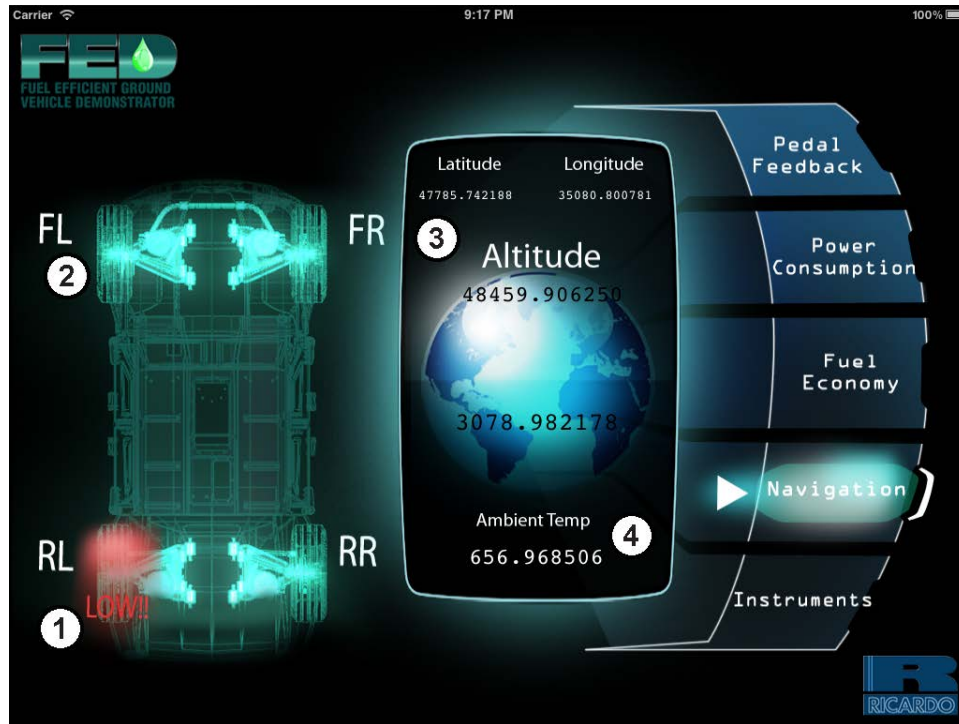 Carrier
9:17 PM
100%
FED
FUEL EFFICIENT GROUND
VEHICLE DEMONSTRATOR
Latitude Longitude
47785.742188 35080.800781
3
Altitude
48459.906250
3078.982178
Ambient Temp
4
656.968506
FL
2
FR
RL
RR
LOW!!
1
Pedal
Feedback
Power
Consumption
Fuel
Economy
Navigation
Instruments
R
RICARDO